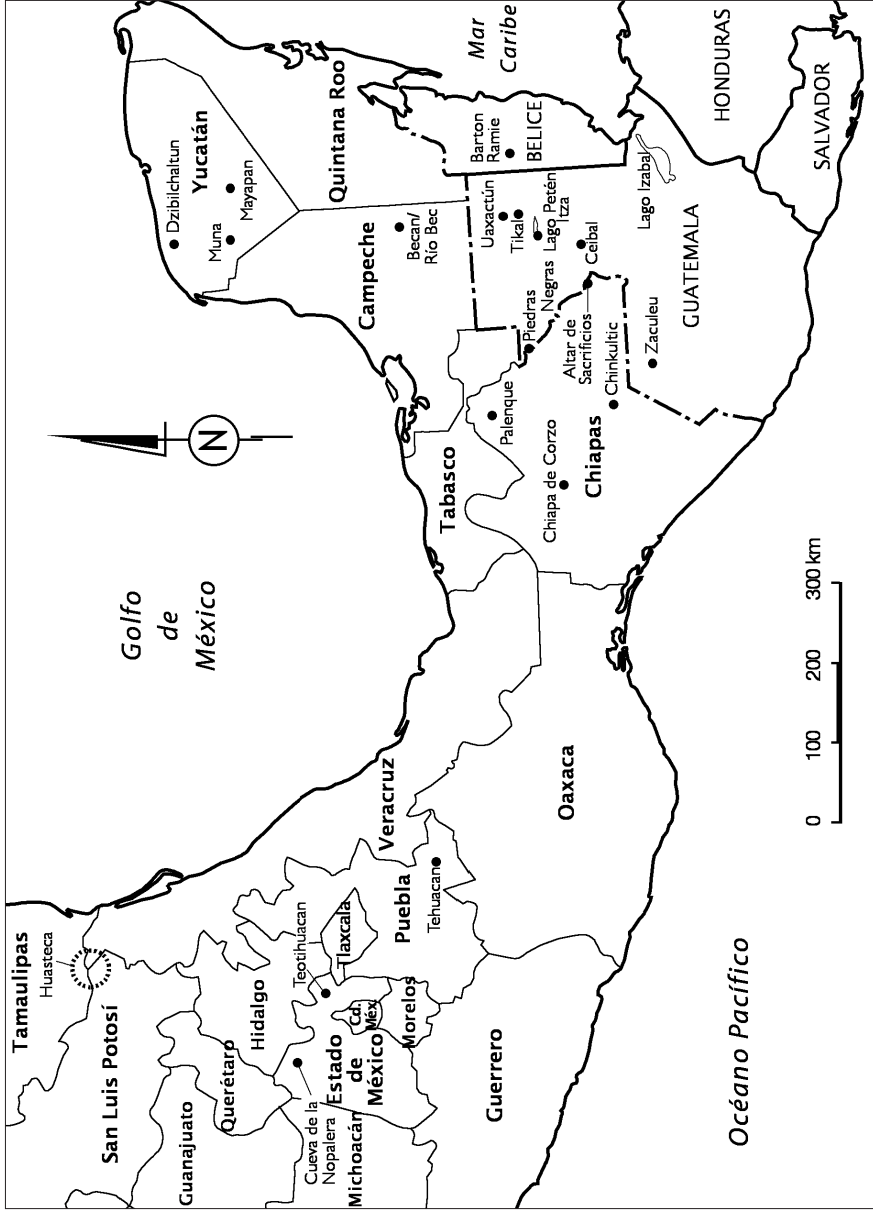 Tamaulipas
Huasteca
San Luis Potosí
Guanajuato
Querétaro
Hidalgo
Teotihuacan
Cueva de la
Nopalera
Michoacán
Estado
de
México
Cd.
Méx.
Morelos
Tlaxcala
Puebla
Tehuacan
Veracruz
Guerrero
Oaxaca
Golfo
de
México
N
Tabasco
Campeche
Becan/
Río Bec
Yucatán
Dzibilchaltun
Muna
Mayapan
Quintana Roo
Mar
Caribe
Palenque
Chiapa de Corzo
Chiapas
Chinkultic
Altar de
Sacrificios
Piedras
Negras
Uaxactún
Tikal
Lago Petén
Itza
Ceibal
Barton
Ramie
BELICE
Lago Izabal
Zaculeu
GUATEMALA
HONDURAS
SALVADOR
Océano Pacífico
0 100 200 300 km